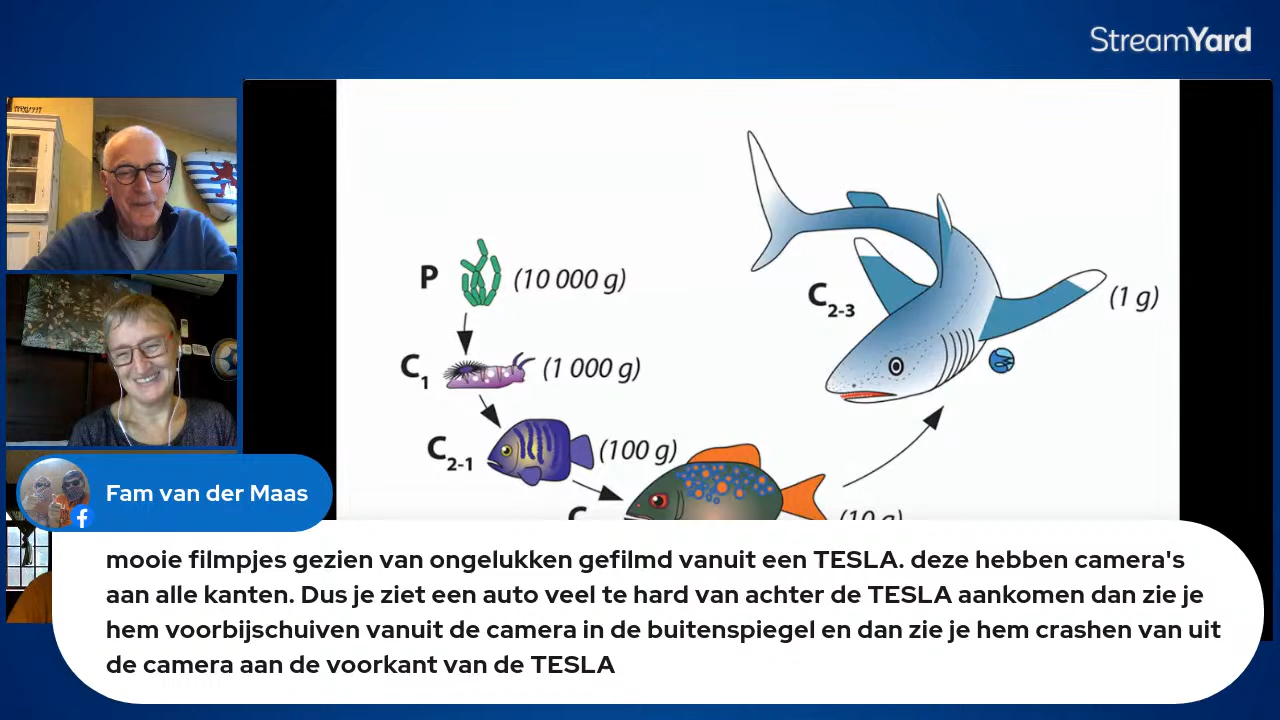 StreamYard
P (10 000 g)
C1 (1 000 g)
C2-1 (100 g)
C2-3 (1 g)
(10 g)
Fam van der Maas
mooie filmpjes gezien van ongelukken gefilmd vanuit een TESLA. deze hebben camera's
aan alle kanten. Dus je ziet een auto veel te hard van achter de TESLA aankomen dan zie je
hem voorbijschuiven vanuit de camera in de buitenspiegel en dan zie je hem crashen van uit
de camera aan de voorkant van de TESLA